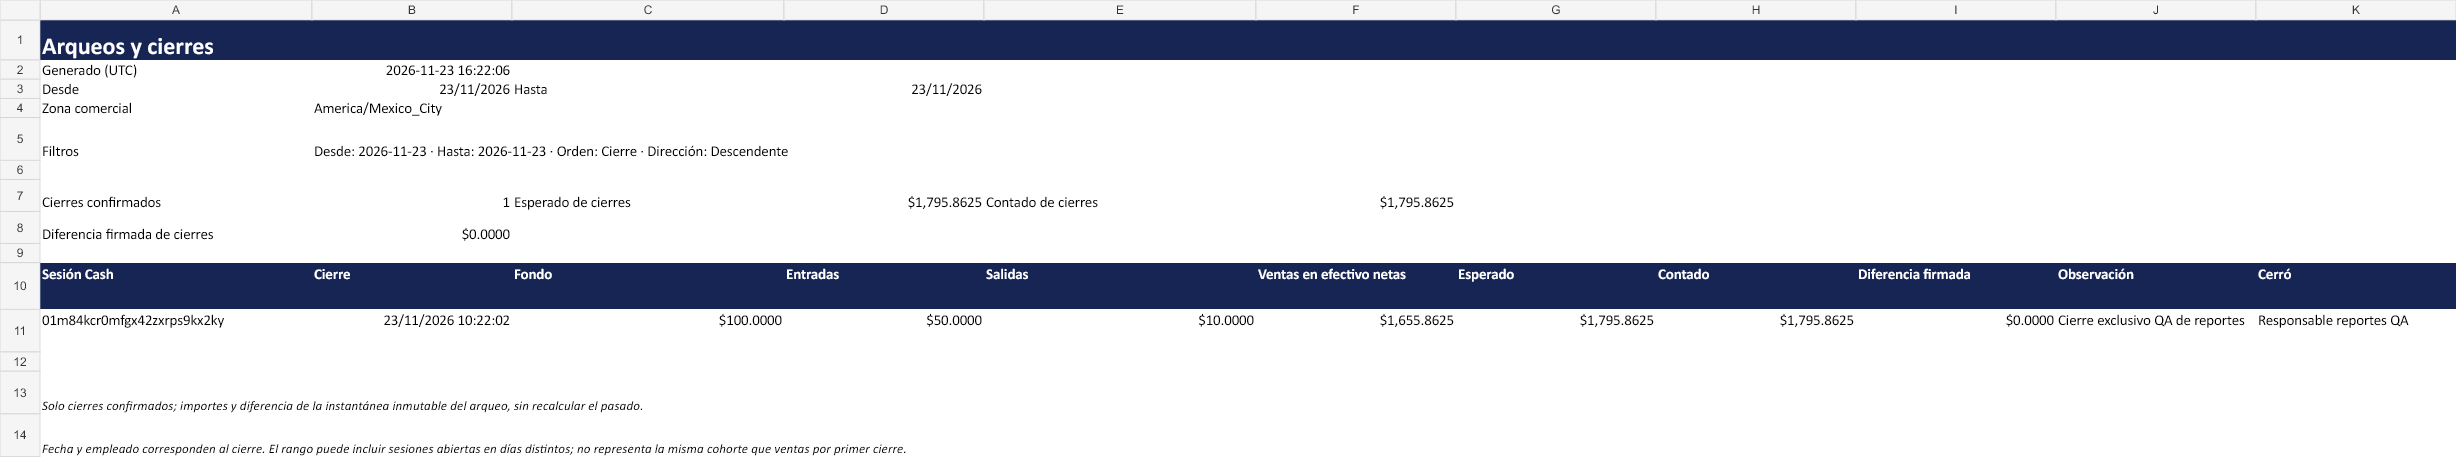 A B C D E F G H I J K
1 Arqueos y cierres
2 Generado (UTC) 2026-11-23 16:22:06
3 Desde 23/11/2026 Hasta 23/11/2026
4 Zona comercial America/Mexico_City
5 Filtros Desde: 2026-11-23 · Hasta: 2026-11-23 · Orden: Cierre · Dirección: Descendente
6
7 Cierres confirmados 1 Esperado de cierres $1,795.8625 Contado de cierres $1,795.8625
8 Diferencia firmada de cierres $0.0000
9
10 Sesión Cash Cierre Fondo Entradas Salidas Ventas en efectivo netas Esperado Contado Diferencia firmada Observación Cerró
11 01m84kcr0mfgx42zxrps9kx2ky 23/11/2026 10:22:02 $100.0000 $50.0000 $10.0000 $1,655.8625 $1,795.8625 $1,795.8625 $0.0000 Cierre exclusivo QA de reportes Responsable reportes QA
12
13 Solo cierres confirmados; importes y diferencia de la instantánea inmutable del arqueo, sin recalcular el pasado.
14 Fecha y empleado corresponden al cierre. El rango puede incluir sesiones abiertas en días distintos; no representa la misma cohorte que ventas por primer cierre.